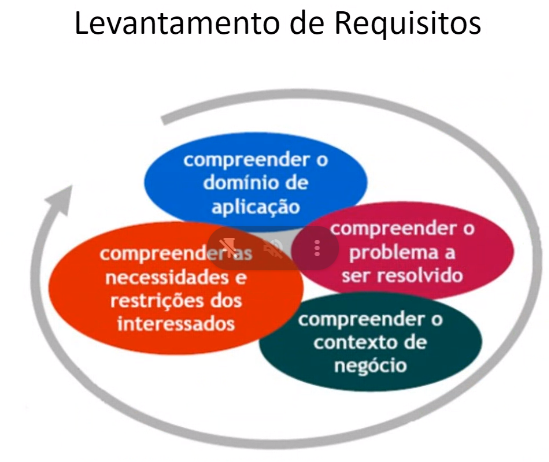 Levantamento de Requisitos
compreender o
domínio de
aplicação
compreender o
problema a
ser resolvido
compreender as
necessidades e
restrições dos
interessados
compreender o
contexto de
negócio